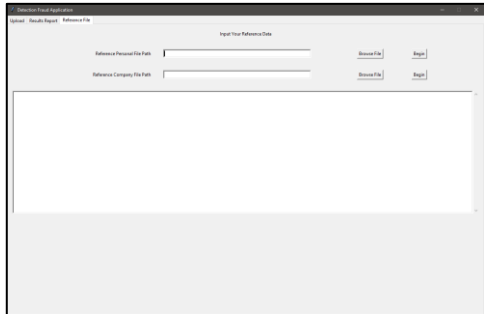 Detection Fraud Application
Upload Results Report Reference File
Input Your Reference Data
Reference Personal File Path Browse File Begin
Reference Company File Path Browse File Begin